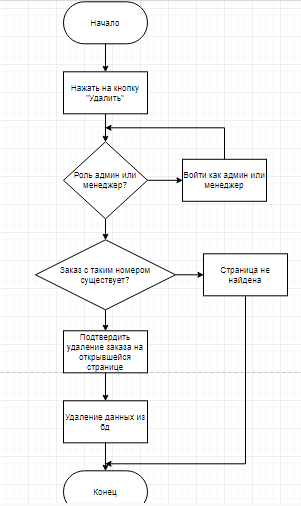 Начало
Нажать на кнопку
"Удалить"
Роль админ или
менеджер?
Войти как админ или
менеджер
Заказ с таким номером
существует?
Страница не
найдена
Подтвердить
удаление заказа на
открывшейся
странице
Удаление данных из
бд
Конец